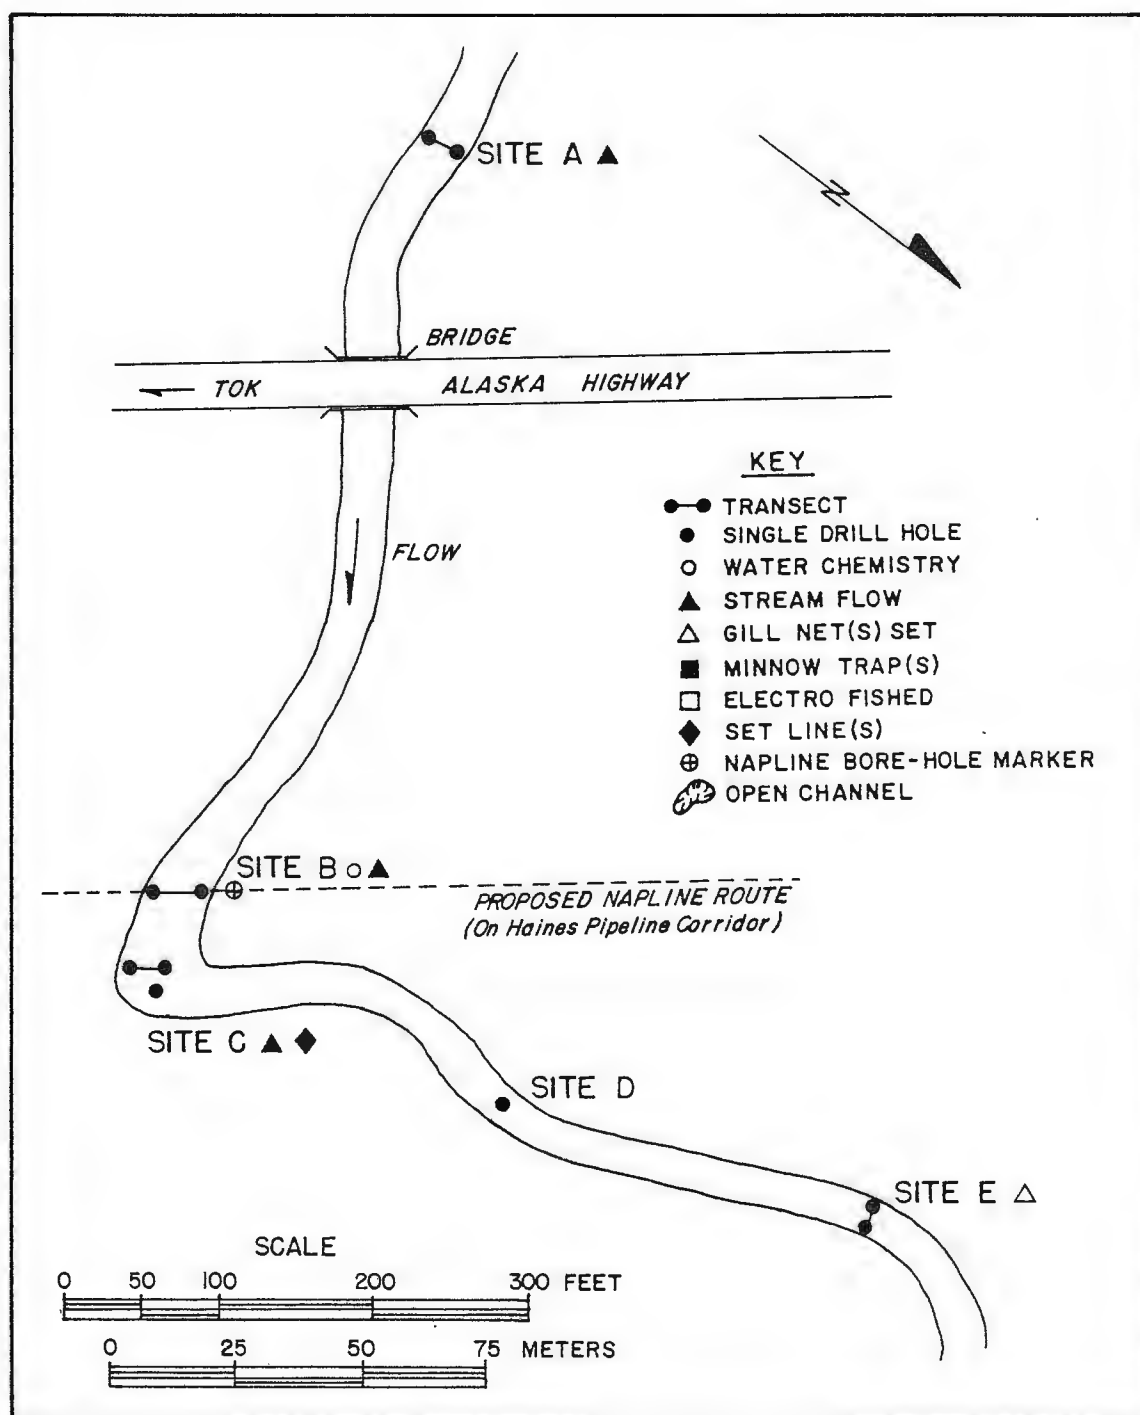 SITE A
N
BRIDGE
TOK
ALASKA HIGHWAY
KEY
TRANSECT
SINGLE DRILL HOLE
WATER CHEMISTRY
STREAM FLOW
GILL NET(S) SET
MINNOW TRAP(S)
ELECTRO FISHED
SET LINE(S)
NAPLINE BORE-HOLE MARKER
OPEN CHANNEL
FLOW
SITE B
PROPOSED NAPLINE ROUTE
(On Haines Pipeline Corridor)
SITE C
SITE D
SITE E
SCALE
0 50 100 200 300 FEET
0 25 50 75 METERS